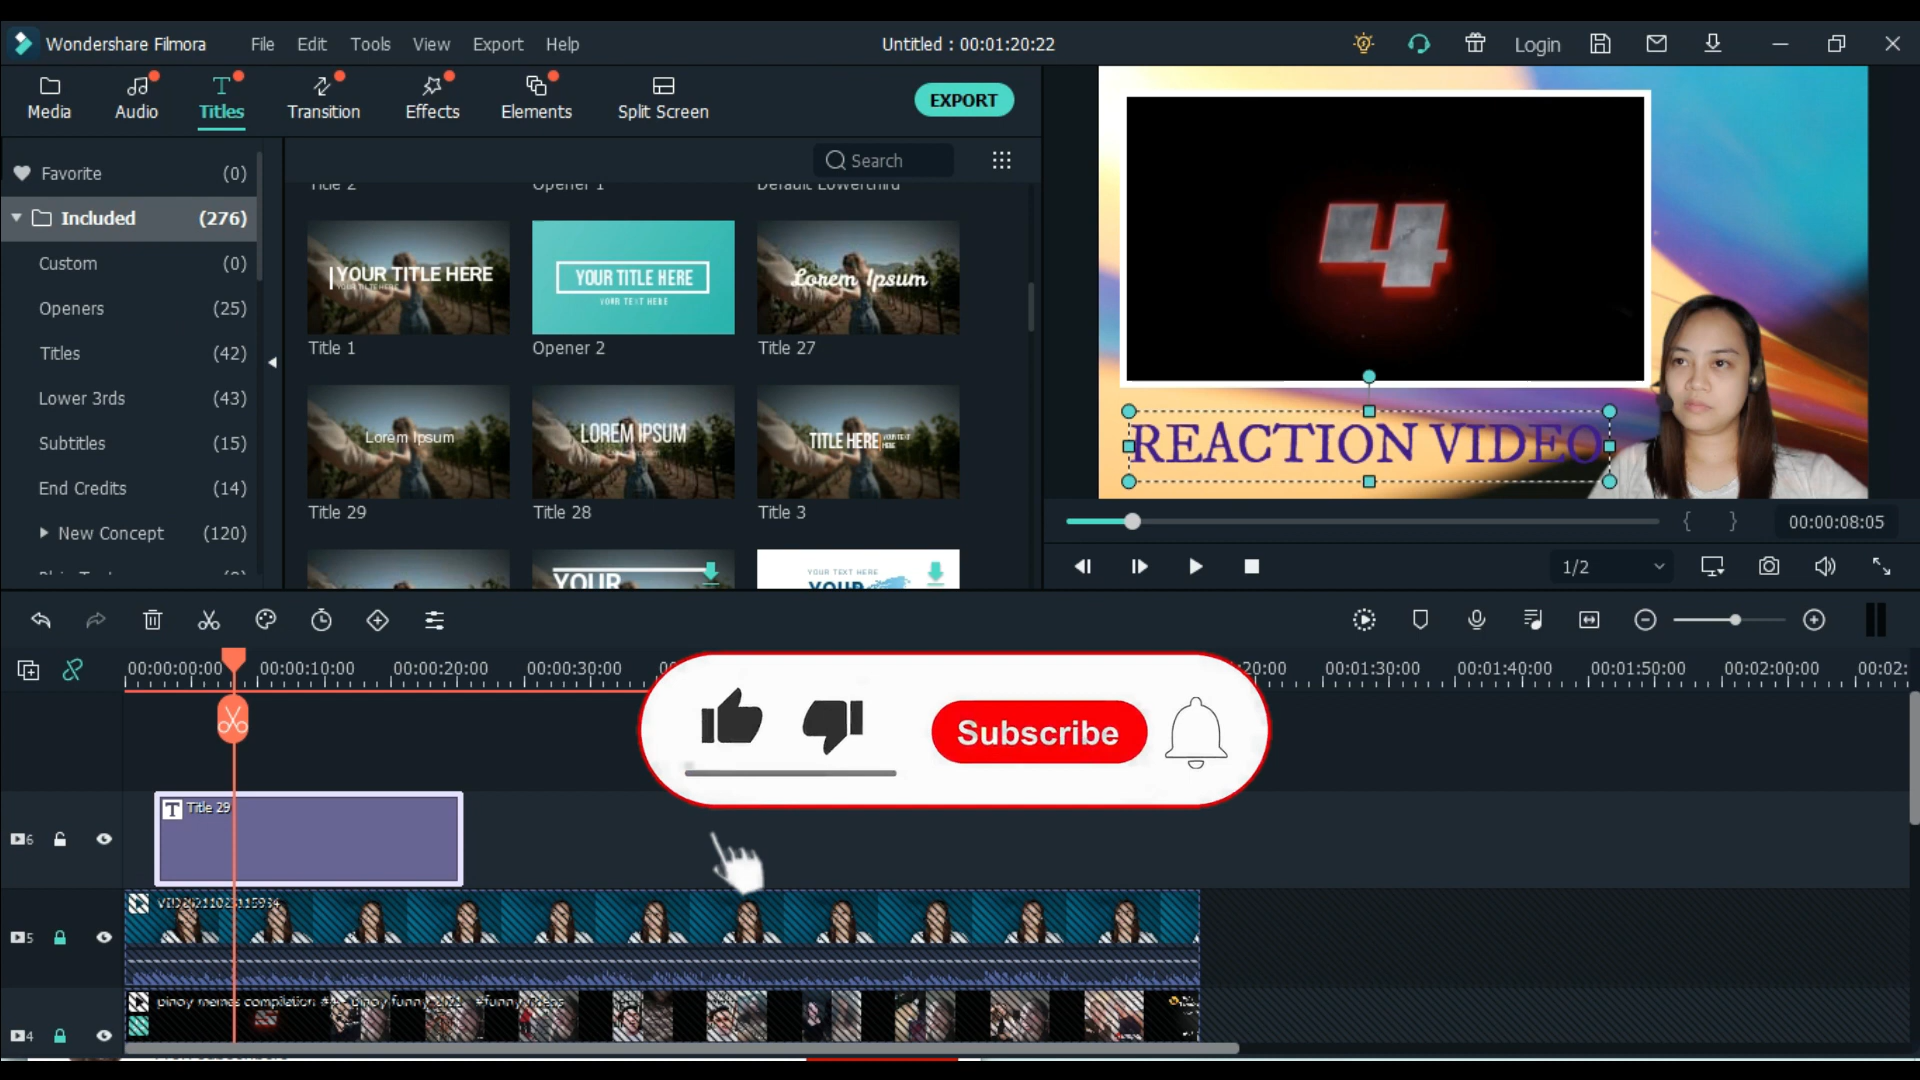 Wondershare Filmora
File Edit Tools View Export Help
Untitled : 00:01:20:22
Login
Media Audio Titles Transition Effects Elements Split Screen
EXPORT
Search
Favorite (0)
Included (276)
Custom (0)
Openers (25)
Titles (42)
Lower 3rds (43)
Subtitles (15)
End Credits (14)
New Concept (120)
Title 2 Opener 1 Default Lowerthird
YOUR TITLE HERE
YOUR TITLE HERE
YOUR TEXT HERE
Lorem Ipsum
Title 1 Opener 2 Title 27
Lorem Ipsum
LOREM IPSUM
TITLE HERE
Title 29 Title 28 Title 3
YOUR
YOUR TEXT HERE
YOUR
4
REACTION VIDEO
{ } 00:00:08:05
1/2
00:00:00:00 00:00:10:00 00:00:20:00 00:00:30:00 :20:00 00:01:30:00 00:01:40:00 00:01:50:00 00:02:00:00 00:02:
Subscribe
T Title 29
6
5
pinoy memes compilation
4